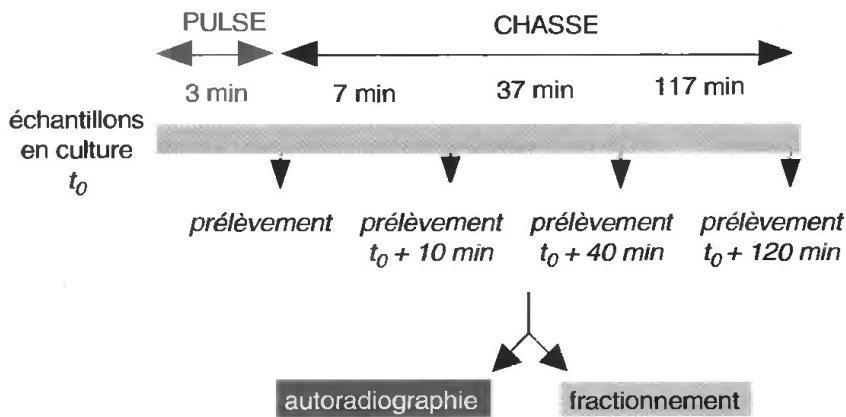 PULSE
CHASSE
3 min
7 min
37 min
117 min
échantillons
en culture
t0
prélèvement
prélèvement
t0 + 10 min
prélèvement
t0 + 40 min
prélèvement
t0 + 120 min
autoradiographie
fractionnement